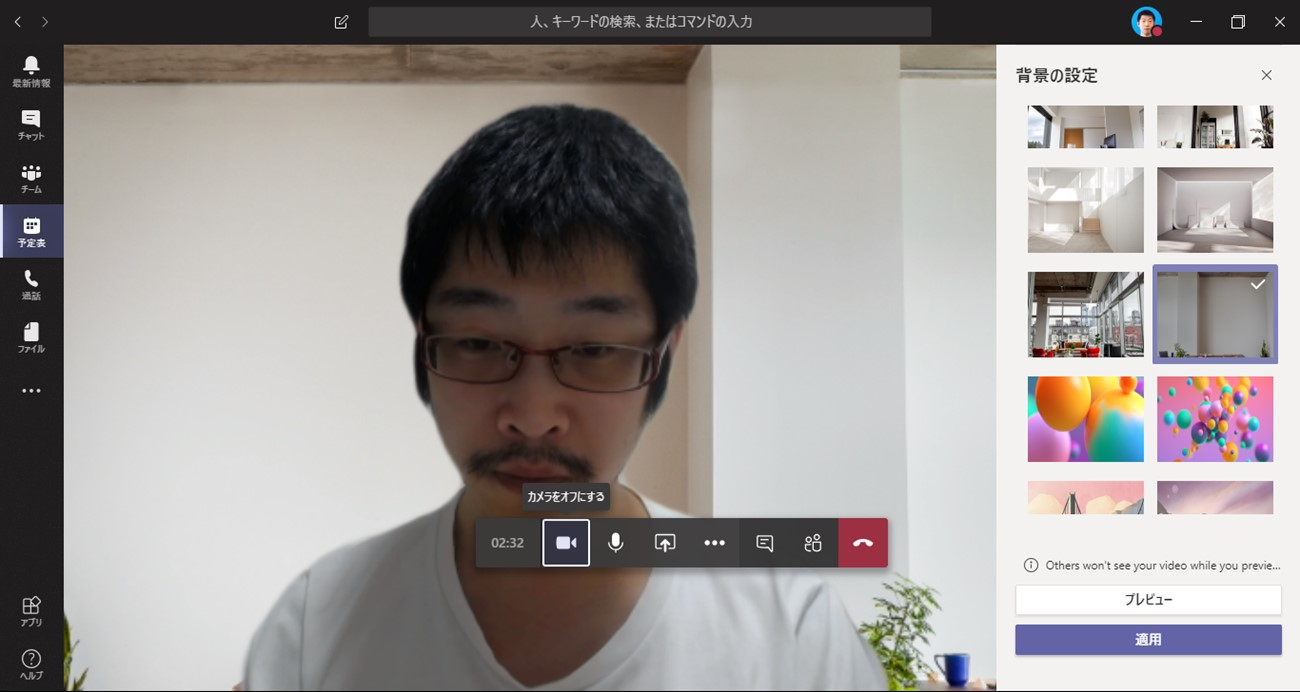 人、キーワードの検索、またはコマンドの入力
最新情報
チャット
チーム
予定表
通話
ファイル
アプリ
ヘルプ
カメラをオフにする
02:32
背景の設定
Others won't see your video while you previe...
プレビュー
適用